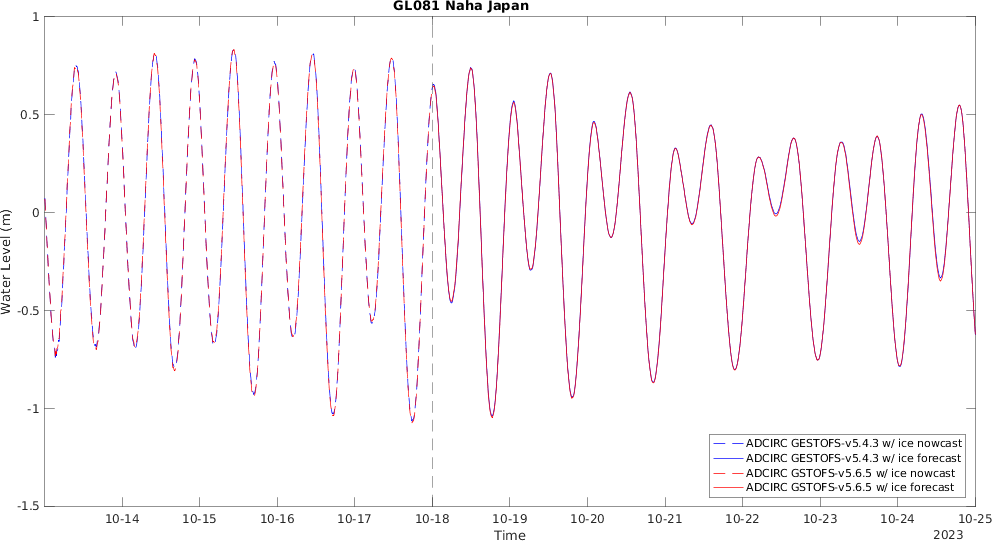 GL081 Naha Japan
Water Level (m)
1
0.5
0
-0.5
-1
-1.5
10-14 10-15 10-16 10-17 10-18 10-19 10-20 10-21 10-22 10-23 10-24 10-25
Time
2023
ADCIRC GESTOFS-v5.4.3 w/ ice nowcast
ADCIRC GESTOFS-v5.4.3 w/ ice forecast
ADCIRC GSTOFS-v5.6.5 w/ ice nowcast
ADCIRC GSTOFS-v5.6.5 w/ ice forecast